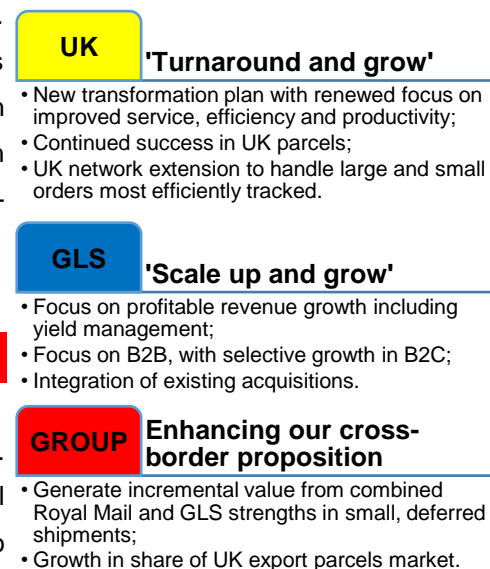 UK
'Turnaround and grow'
• New transformation plan with renewed focus on
improved service, efficiency and productivity;
• Continued success in UK parcels;
• UK network extension to handle large and small
orders most efficiently tracked.
GLS
'Scale up and grow'
• Focus on profitable revenue growth including
yield management;
• Focus on B2B, with selective growth in B2C;
• Integration of existing acquisitions.
GROUP
Enhancing our cross-
border proposition
• Generate incremental value from combined
Royal Mail and GLS strengths in small, deferred
shipments;
• Growth in share of UK export parcels market.